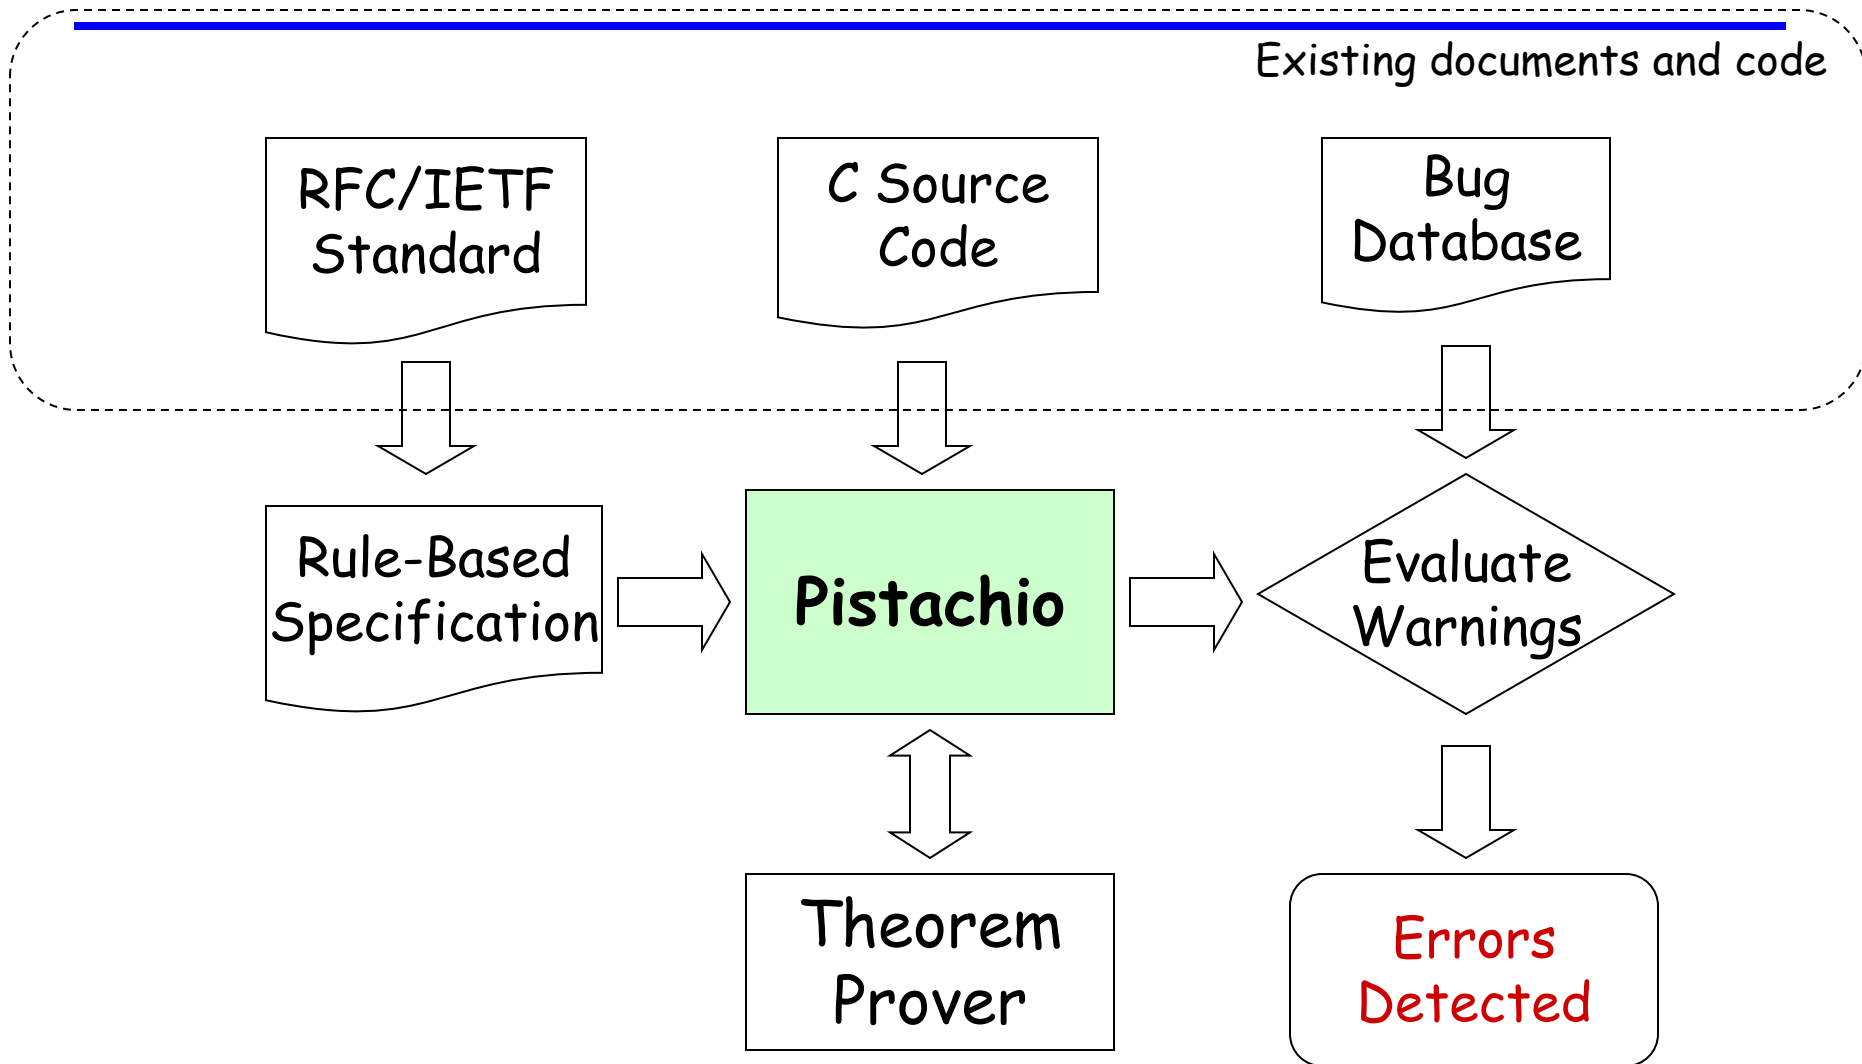 Existing documents and code
RFC/IETF
Standard
C Source
Code
Bug
Database
Rule-Based
Specification
Pistachio
Evaluate
Warnings
Theorem
Prover
Errors
Detected